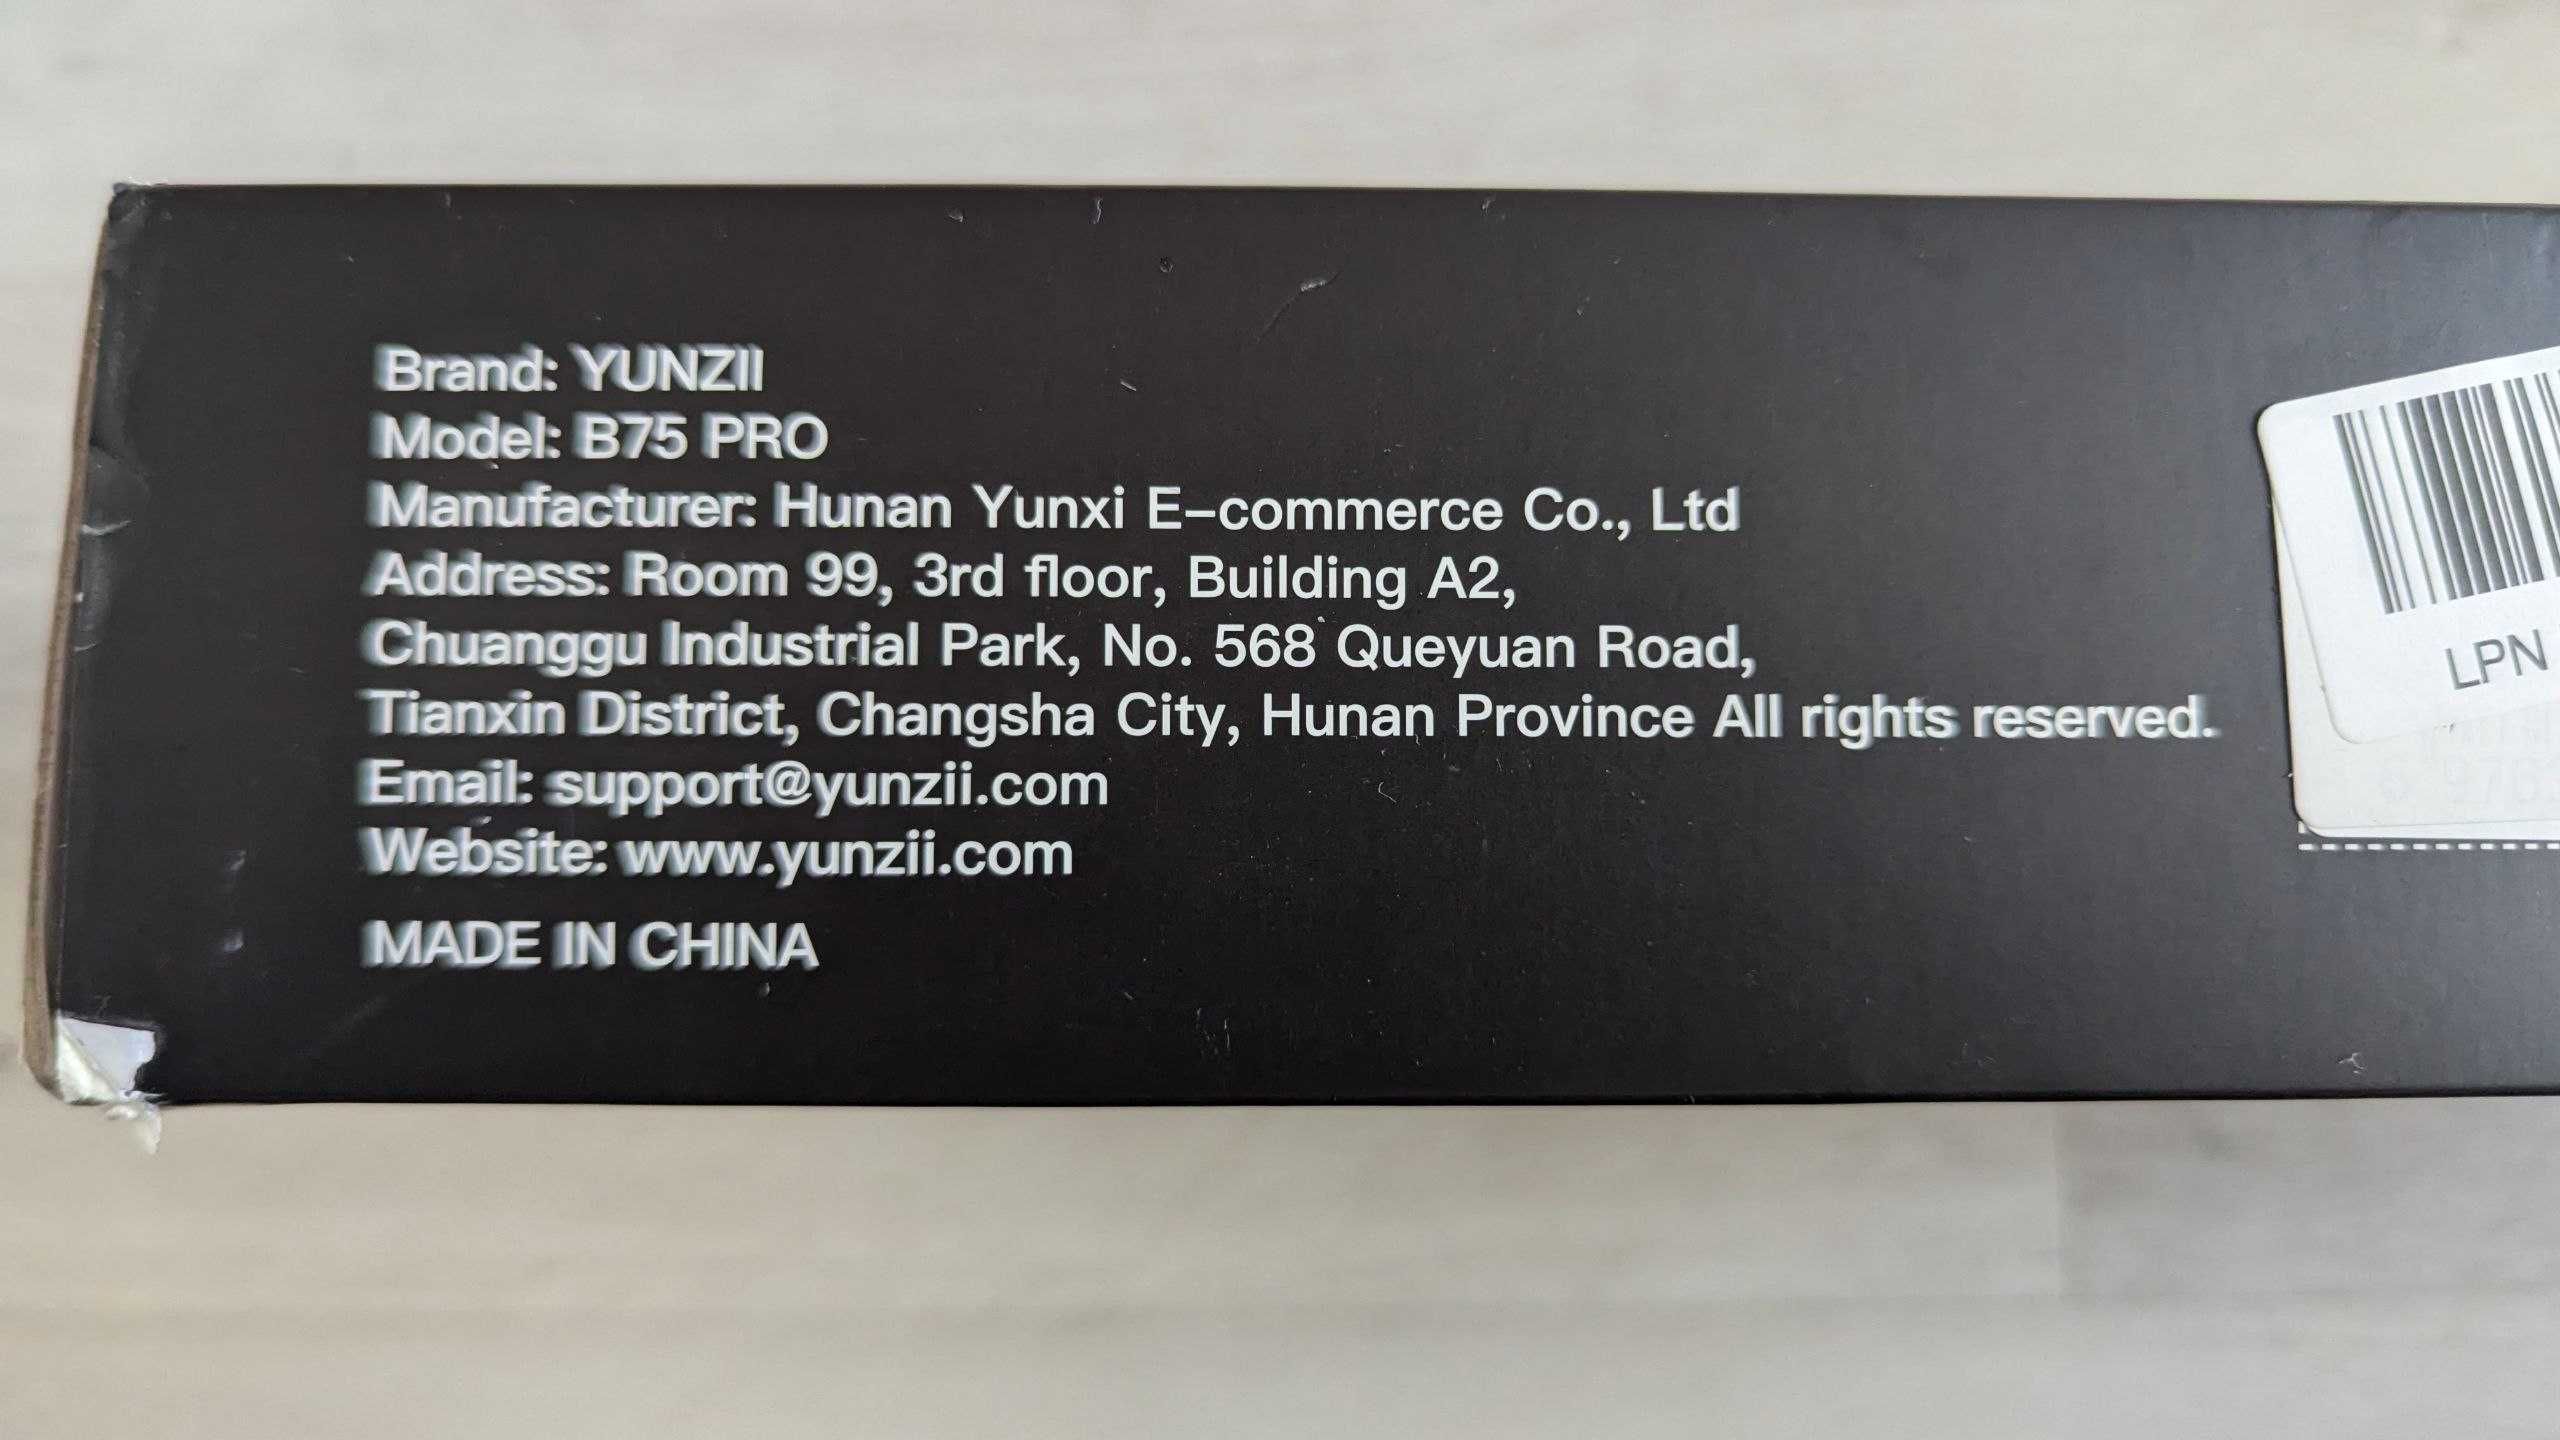 Brand: YUNZII
Model: B75 PRO
Manufacturer: Hunan Yunxi E-commerce Co., Ltd
Address: Room 99, 3rd floor, Building A2,
Chuanggu Industrial Park, No. 568 Queyuan Road,
Tianxin District, Changsha City, Hunan Province All rights reserved.
Email: support@yunzii.com
Website: www.yunzii.com
MADE IN CHINA
LPN